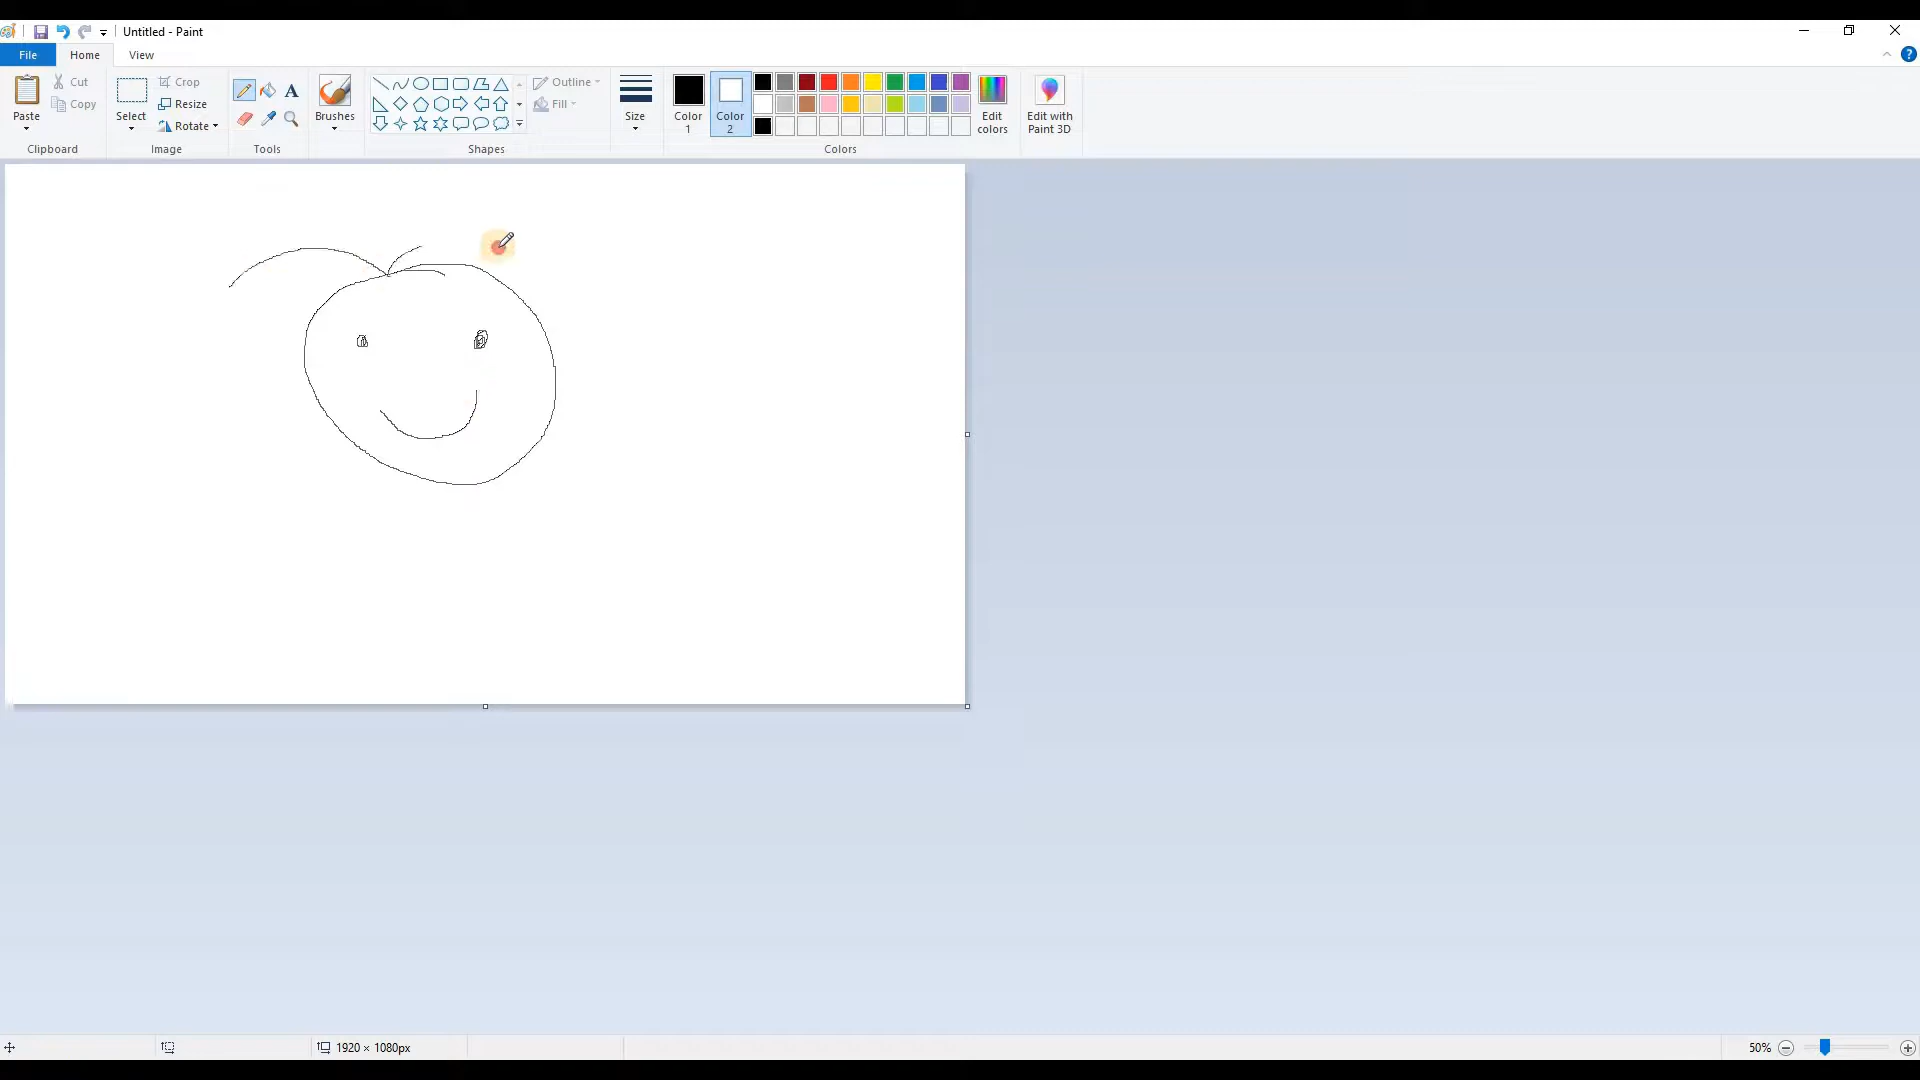 Untitled - Paint
File Home View
Paste
Cut
Copy
Clipboard
Select
Crop
Resize
Rotate
Image
A
Tools
Brushes
Outline
Fill
Shapes
Size
Color 1
Color 2
Edit colors
Colors
Edit with Paint 3D
?
1920 × 1080px
50%